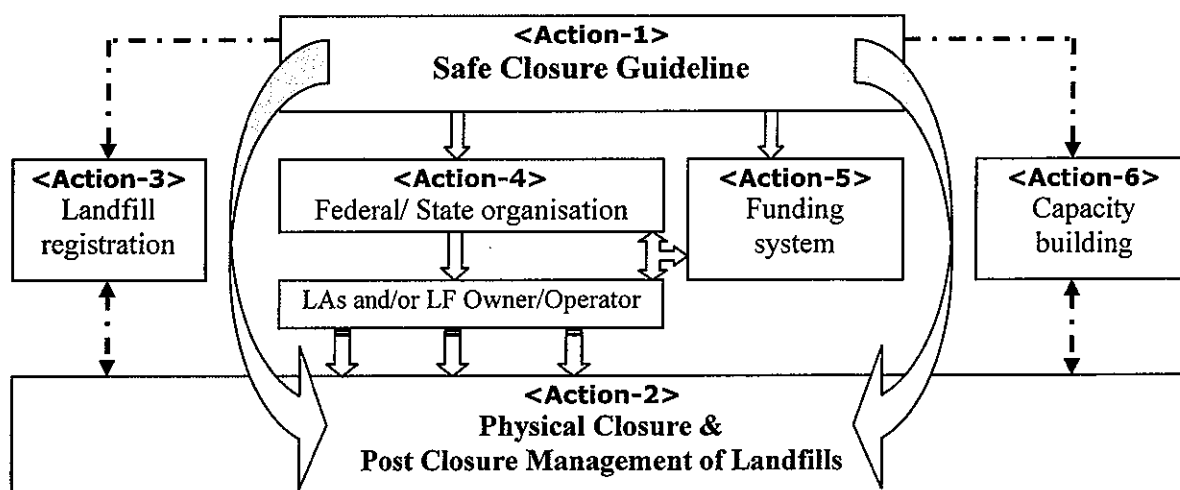 <Action-1>
Safe Closure Guideline
<Action-3>
Landfill
registration
<Action-4>
Federal/ State organisation
<Action-5>
Funding
system
<Action-6>
Capacity
building
LAs and/or LF Owner/Operator
<Action-2>
Physical Closure &
Post Closure Management of Landfills